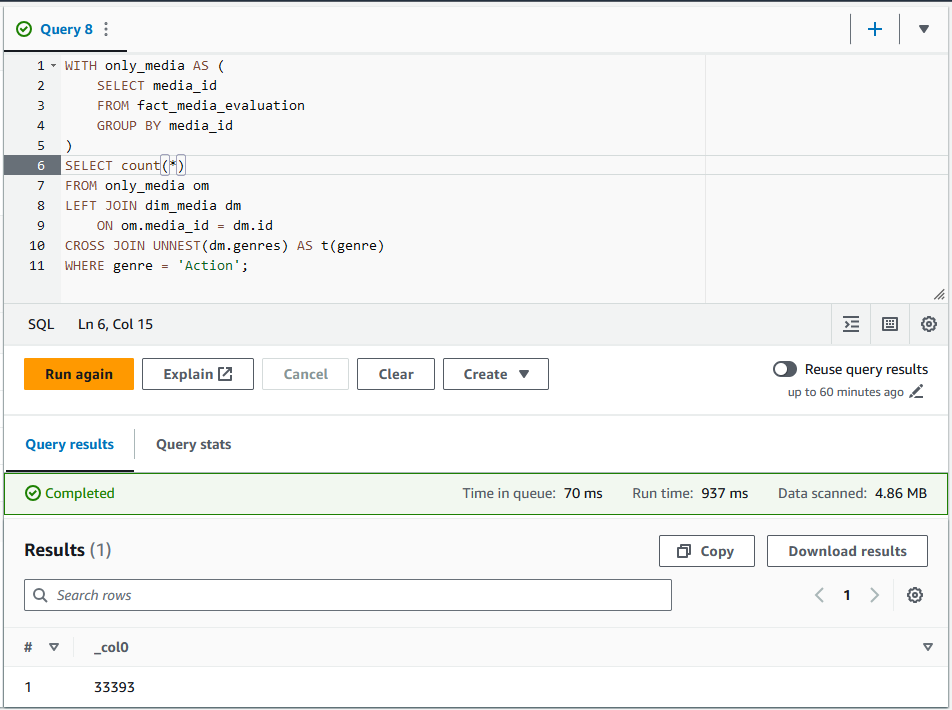 Query 8
1 WITH only_media AS (
2     SELECT media_id
3     FROM fact_media_evaluation
4     GROUP BY media_id
5 )
6 SELECT count(*)
7 FROM only_media om
8 LEFT JOIN dim_media dm
9     ON om.media_id = dm.id
10 CROSS JOIN UNNEST(dm.genres) AS t(genre)
11 WHERE genre = 'Action';
SQL Ln 6, Col 15
Run again Explain Cancel Clear Create Reuse query results
up to 60 minutes ago
Query results Query stats
Completed Time in queue: 70 ms Run time: 937 ms Data scanned: 4.86 MB
Results (1) Copy Download results
Search rows 1
# _col0
1 33393